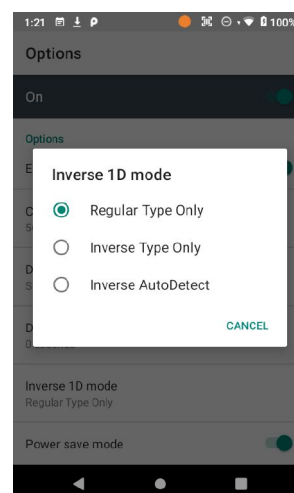 1:21 100%
Options
On
Options
E
Inverse 1D mode
Regular Type Only
Inverse Type Only
Inverse AutoDetect
CANCEL
Inverse 1D mode
Regular Type Only
Power save mode